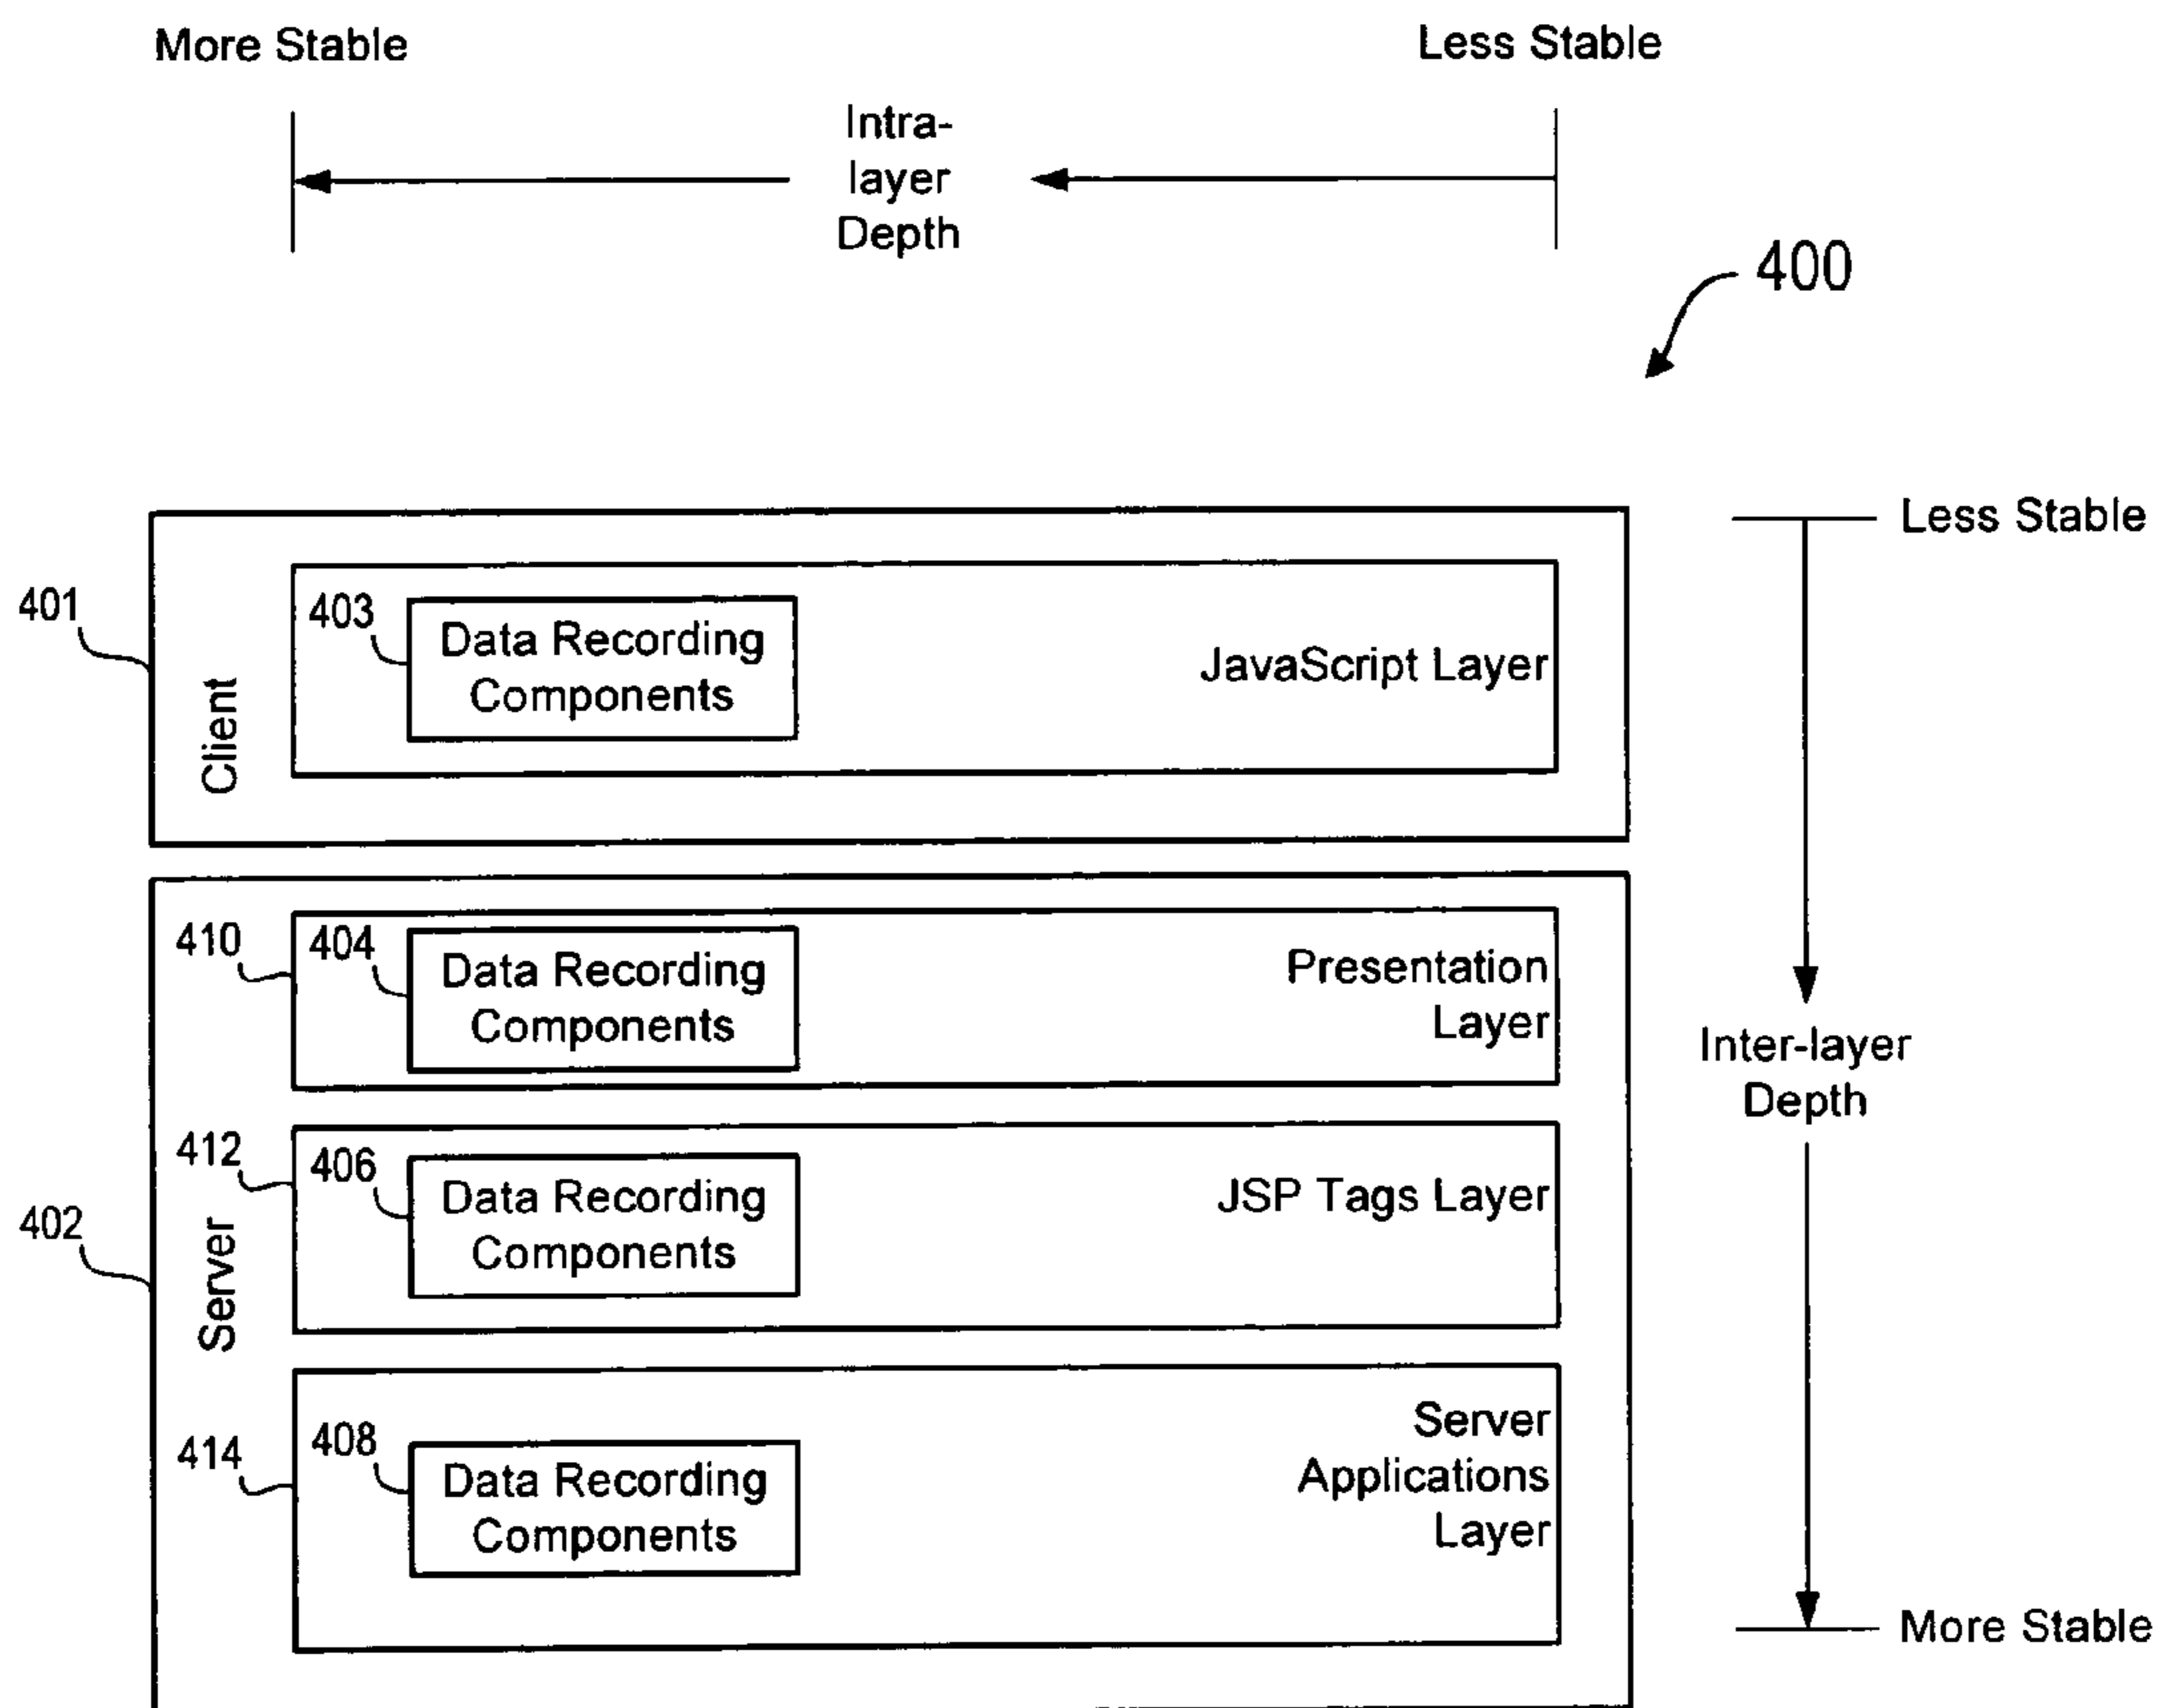 More Stable
Less Stable
Intra-
layer
Depth
400
Less Stable
401
Client
403
Data Recording
Components
JavaScript Layer
410
404
Data Recording
Components
Presentation
Layer
Inter-layer
Depth
402
Server
412
406
Data Recording
Components
JSP Tags Layer
414
408
Data Recording
Components
Server
Applications
Layer
More Stable